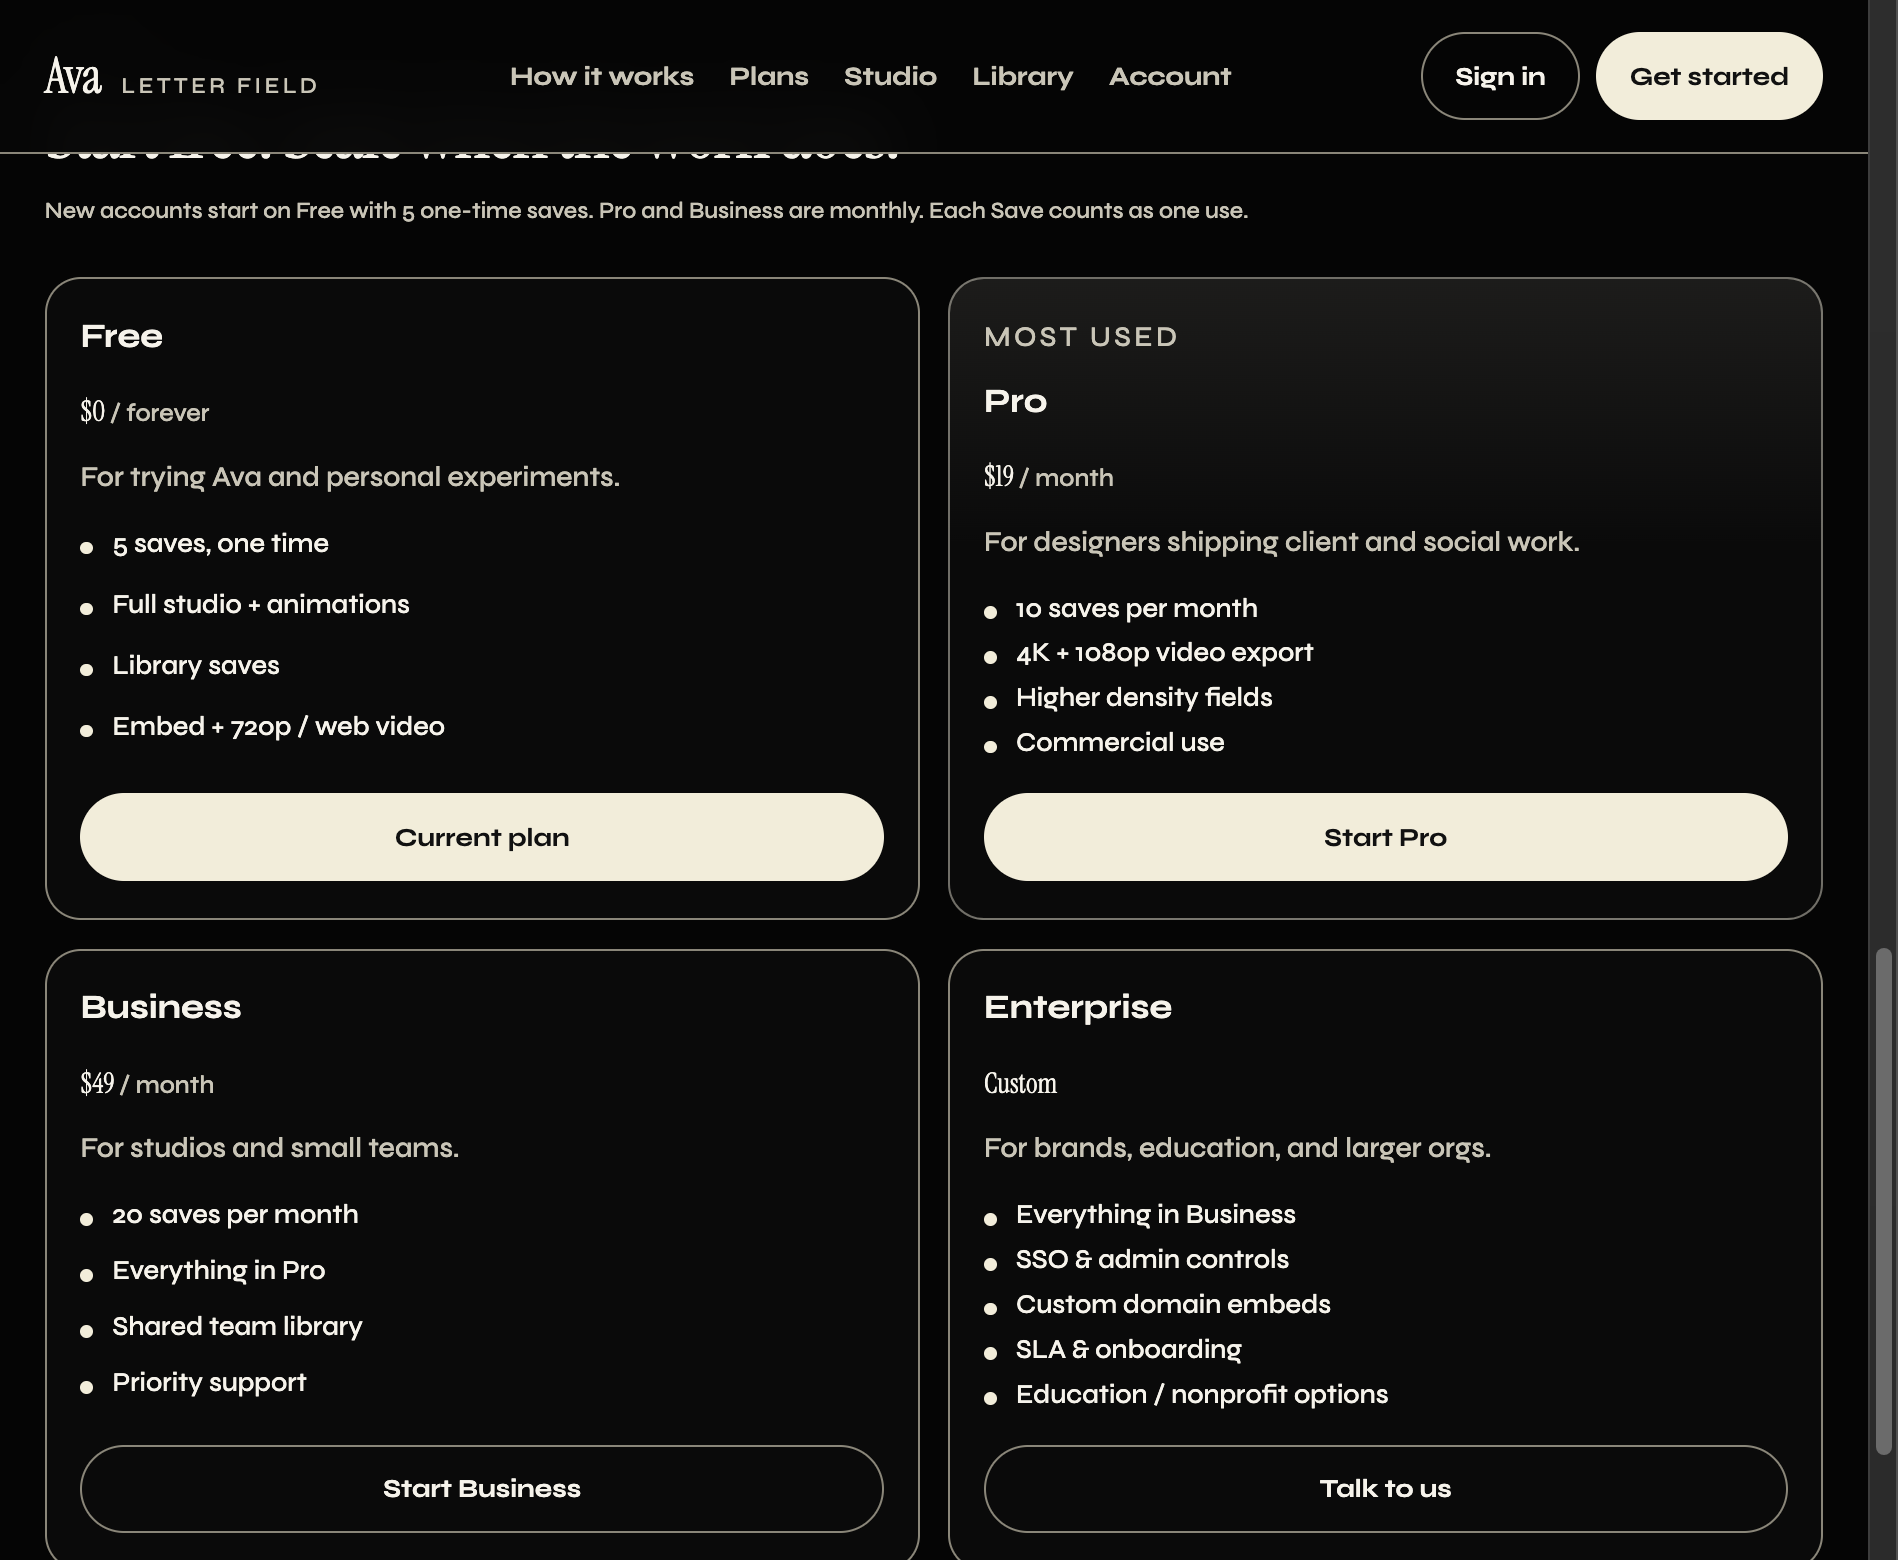 Ava LETTER FIELD
How it works Plans Studio Library Account
Sign in
Get started
New accounts start on Free with 5 one-time saves. Pro and Business are monthly. Each Save counts as one use.
Free
$0 / forever
For trying Ava and personal experiments.
5 saves, one time
Full studio + animations
Library saves
Embed + 720p / web video
Current plan
MOST USED
Pro
$19 / month
For designers shipping client and social work.
10 saves per month
4K + 1080p video export
Higher density fields
Commercial use
Start Pro
Business
$49 / month
For studios and small teams.
20 saves per month
Everything in Pro
Shared team library
Priority support
Start Business
Enterprise
Custom
For brands, education, and larger orgs.
Everything in Business
SSO & admin controls
Custom domain embeds
SLA & onboarding
Education / nonprofit options
Talk to us